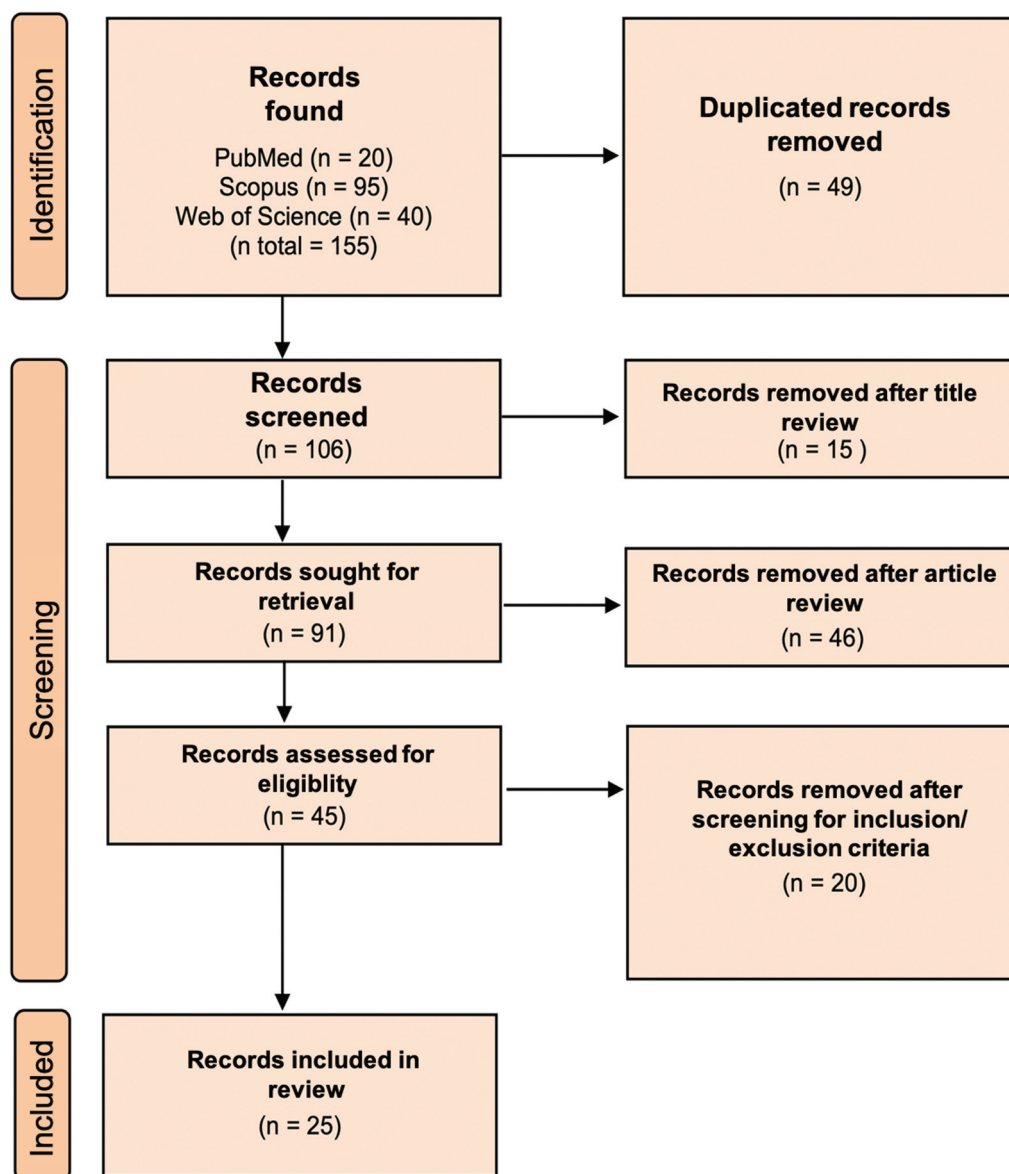 Identification
Records
found
PubMed (n = 20)
Scopus (n = 95)
Web of Science (n = 40)
(n total = 155)
Duplicated records
removed
(n = 49)
Screening
Records
screened
(n = 106)
Records removed after title
review
(n = 15 )
Records sought for
retrieval
(n = 91)
Records removed after article
review
(n = 46)
Records assessed for
eligiblity
(n = 45)
Records removed after
screening for inclusion/
exclusion criteria
(n = 20)
Included
Records included in
review
(n = 25)